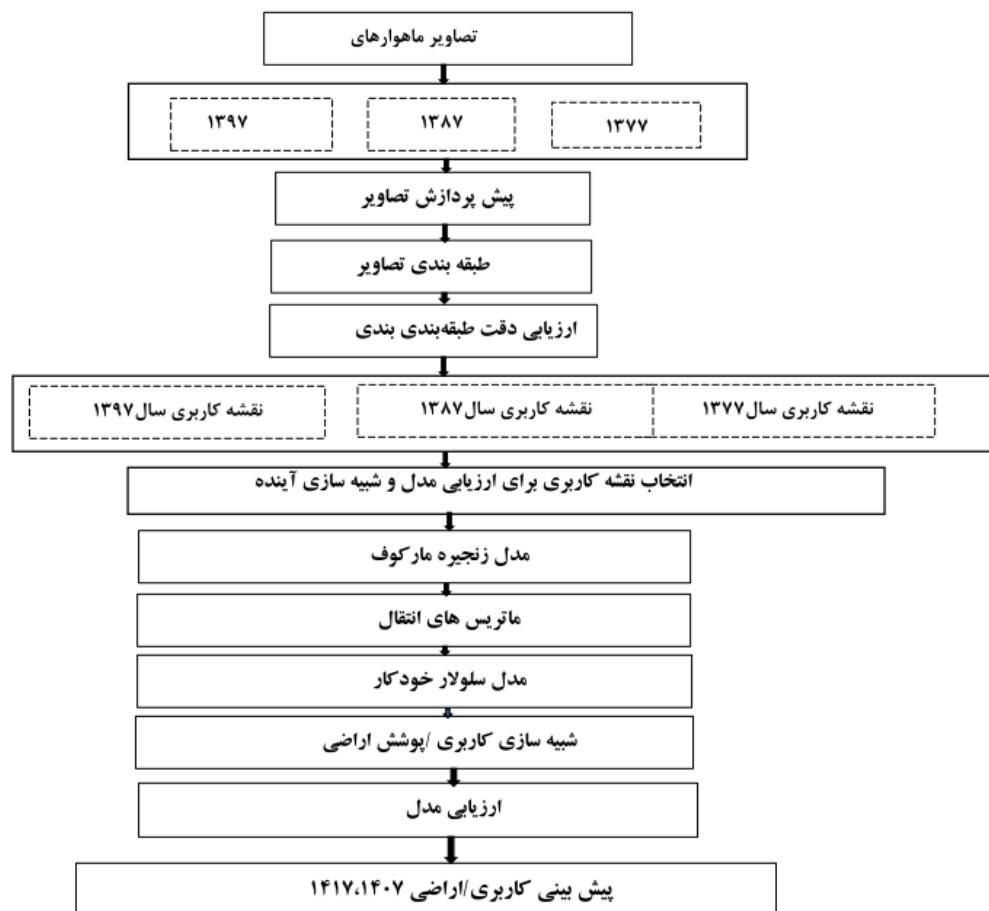 تصاویر ماهوارهای
۱۳۷۷
۱۳۸۷
۱۳۹۷
پیش پردازش تصاویر
طبقه بندی تصاویر
ارزیابی دقت طبقه‌بندی بندی
نقشه کاربری سال۱۳۷۷
نقشه کاربری سال۱۳۸۷
نقشه کاربری سال۱۳۹۷
انتخاب نقشه کاربری برای ارزیابی مدل و شبیه سازی آینده
مدل زنجیره مارکوف
ماتریس های انتقال
مدل سلولار خودکار
شبیه سازی کاربری /پوشش اراضی
ارزیابی مدل
پیش بینی کاربری/اراضی ۱۴۱۷،۱۴۰۷